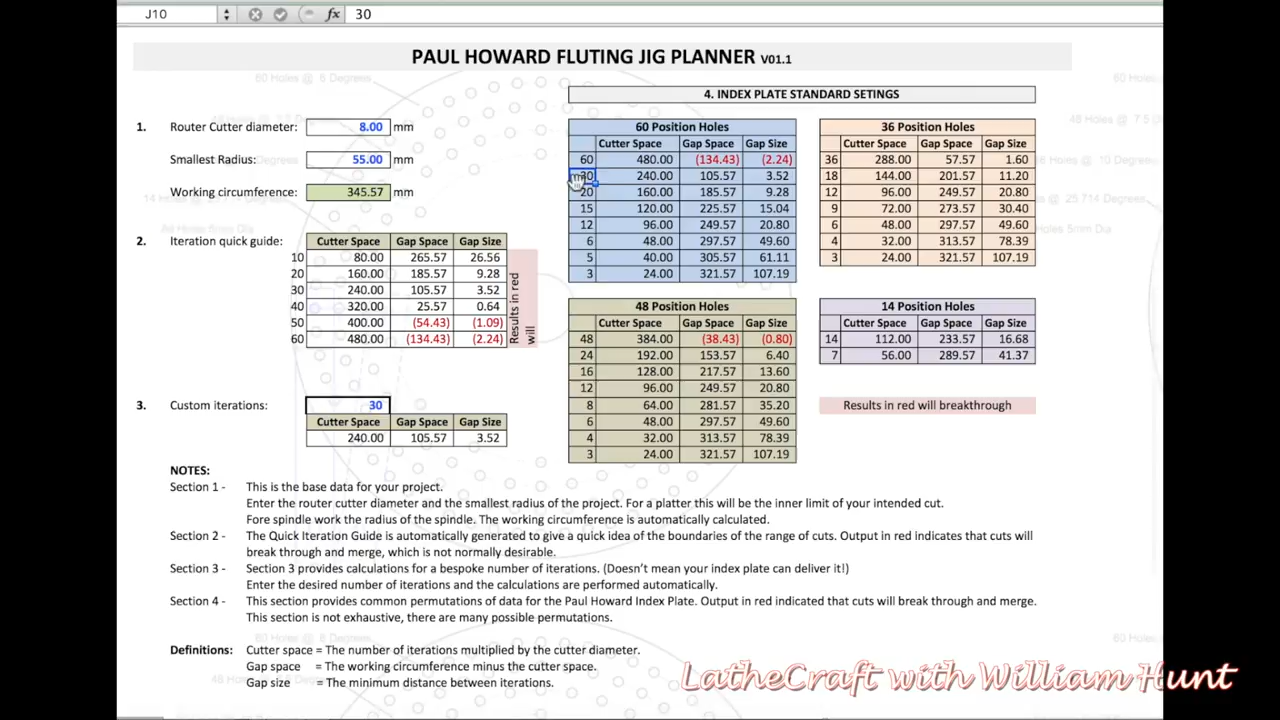 J10 fx 30
PAUL HOWARD FLUTING JIG PLANNER V01.1
60 Holes @ 6 Degrees
4. INDEX PLATE STANDARD SETINGS
1. Router Cutter diameter: 8.00 mm
Smallest Radius: 55.00 mm
Working circumference: 345.57 mm
2. Iteration quick guide:
Cutter Space Gap Space Gap Size
10 80.00 265.57 26.56
20 160.00 185.57 9.28
30 240.00 105.57 3.52
40 320.00 25.57 0.64
50 400.00 (54.43) (1.09)
60 480.00 (134.43) (2.24)
Results in red
will
3. Custom iterations: 30
Cutter Space Gap Space Gap Size
240.00 105.57 3.52
60 Position Holes
Cutter Space Gap Space Gap Size
60 480.00 (134.43) (2.24)
30 240.00 105.57 3.52
20 160.00 185.57 9.28
15 120.00 225.57 15.04
12 96.00 249.57 20.80
6 48.00 297.57 49.60
5 40.00 305.57 61.11
3 24.00 321.57 107.19
36 Position Holes
Cutter Space Gap Space Gap Size
36 288.00 57.57 1.60
18 144.00 201.57 11.20
12 96.00 249.57 20.80
9 72.00 273.57 30.40
6 48.00 297.57 49.60
4 32.00 313.57 78.39
3 24.00 321.57 107.19
48 Position Holes
Cutter Space Gap Space Gap Size
48 384.00 (38.43) (0.80)
24 192.00 153.57 6.40
16 128.00 217.57 13.60
12 96.00 249.57 20.80
8 64.00 281.57 35.20
6 48.00 297.57 49.60
4 32.00 313.57 78.39
3 24.00 321.57 107.19
14 Position Holes
Cutter Space Gap Space Gap Size
14 112.00 233.57 16.68
7 56.00 289.57 41.37
Results in red will breakthrough
NOTES:
Section 1 - This is the base data for your project.
Enter the router cutter diameter and the smallest radius of the project. For a platter this will be the inner limit of your intended cut.
Fore spindle work the radius of the spindle. The working circumference is automatically calculated.
Section 2 - The Quick Iteration Guide is automatically generated to give a quick idea of the boundaries of the range of cuts. Output in red indicates that cuts will
break through and merge, which is not normally desirable.
Section 3 - Section 3 provides calculations for a bespoke number of iterations. (Doesn't mean your index plate can deliver it!)
Enter the desired number of iterations and the calculations are performed automatically.
Section 4 - This section provides common permutations of data for the Paul Howard Index Plate. Output in red indicated that cuts will break through and merge.
This section is not exhaustive, there are many possible permutations.
Definitions: Cutter space = The number of iterations multiplied by the cutter diameter.
Gap space = The working circumference minus the cutter space.
Gap size = The minimum distance between iterations.
LatheCraft with William Hunt